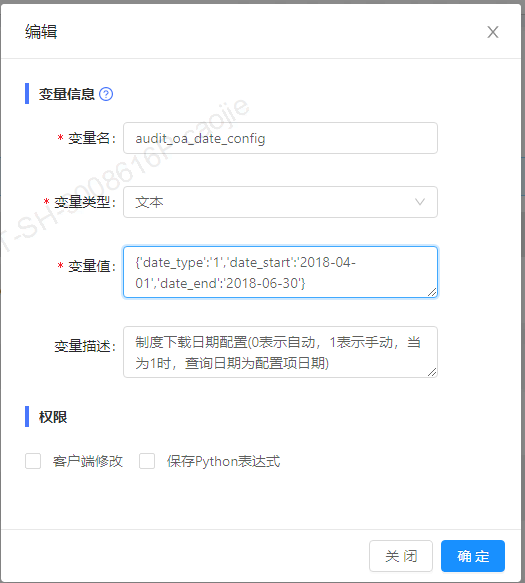 编辑
变量信息
* 变量名:
audit_oa_date_config
* 变量类型:
文本
* 变量值:
{'date_type':'1','date_start':'2018-04-
01','date_end':'2018-06-30'}
变量描述:
制度下载日期配置(0表示自动，1表示手动，当
为1时，查询日期为配置项日期)
权限
客户端修改
保存Python表达式
关 闭
确 定